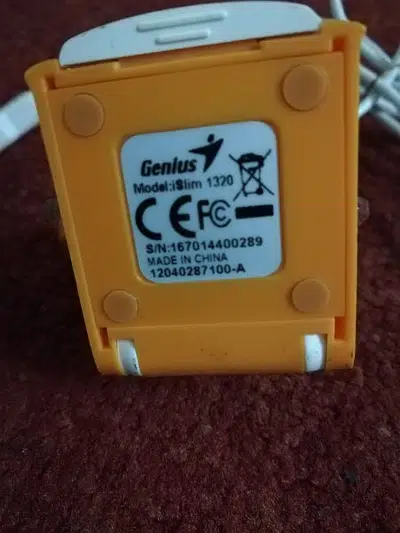 Genius
Model:iSlim 1320
CE FC
S/N:167014400289
MADE IN CHINA
12040287100-A